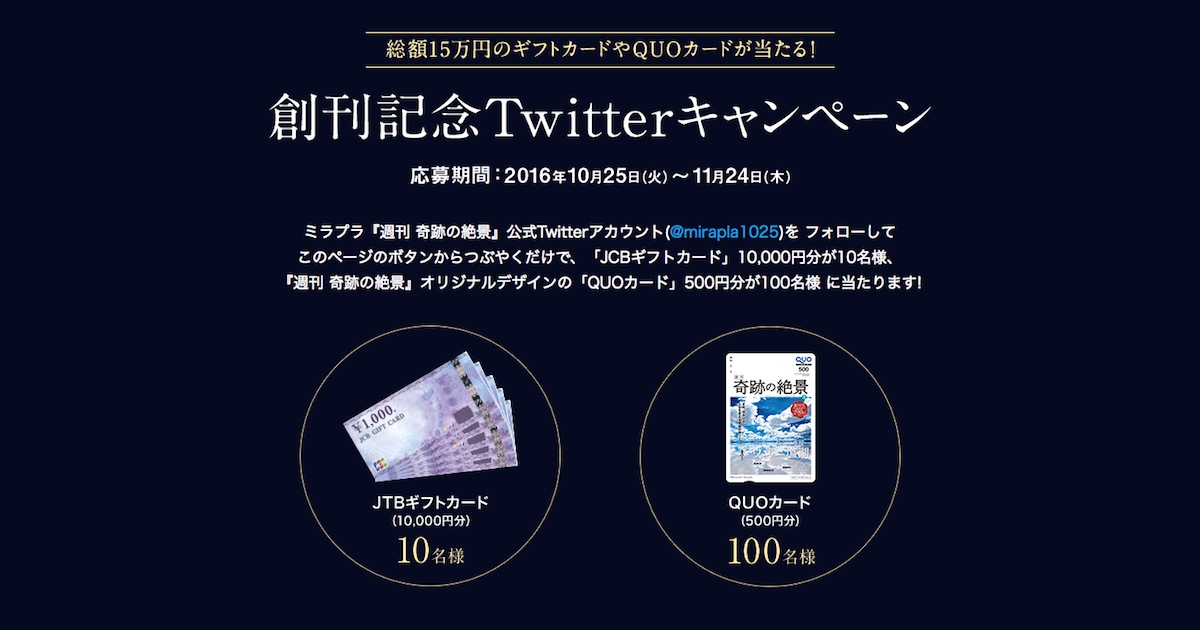 総額15万円のギフトカードやQUOカードが当たる!
創刊記念Twitterキャンペーン
応募期間：2016年10月25日(火)～11月24日(木)
ミラプラ『週刊 奇跡の絶景』公式Twitterアカウント(@mirapla1025)を フォローして
このページのボタンからつぶやくだけで、「JCBギフトカード」10,000円分が10名様、
『週刊 奇跡の絶景』オリジナルデザインの「QUOカード」500円分が100名様 に当たります!
¥1,000.
JCB GIFT CARD
JCB
JTBギフトカード
(10,000円分)
10名様
QUO
500
週刊
奇跡の絶景
QUOカード
(500円分)
100名様